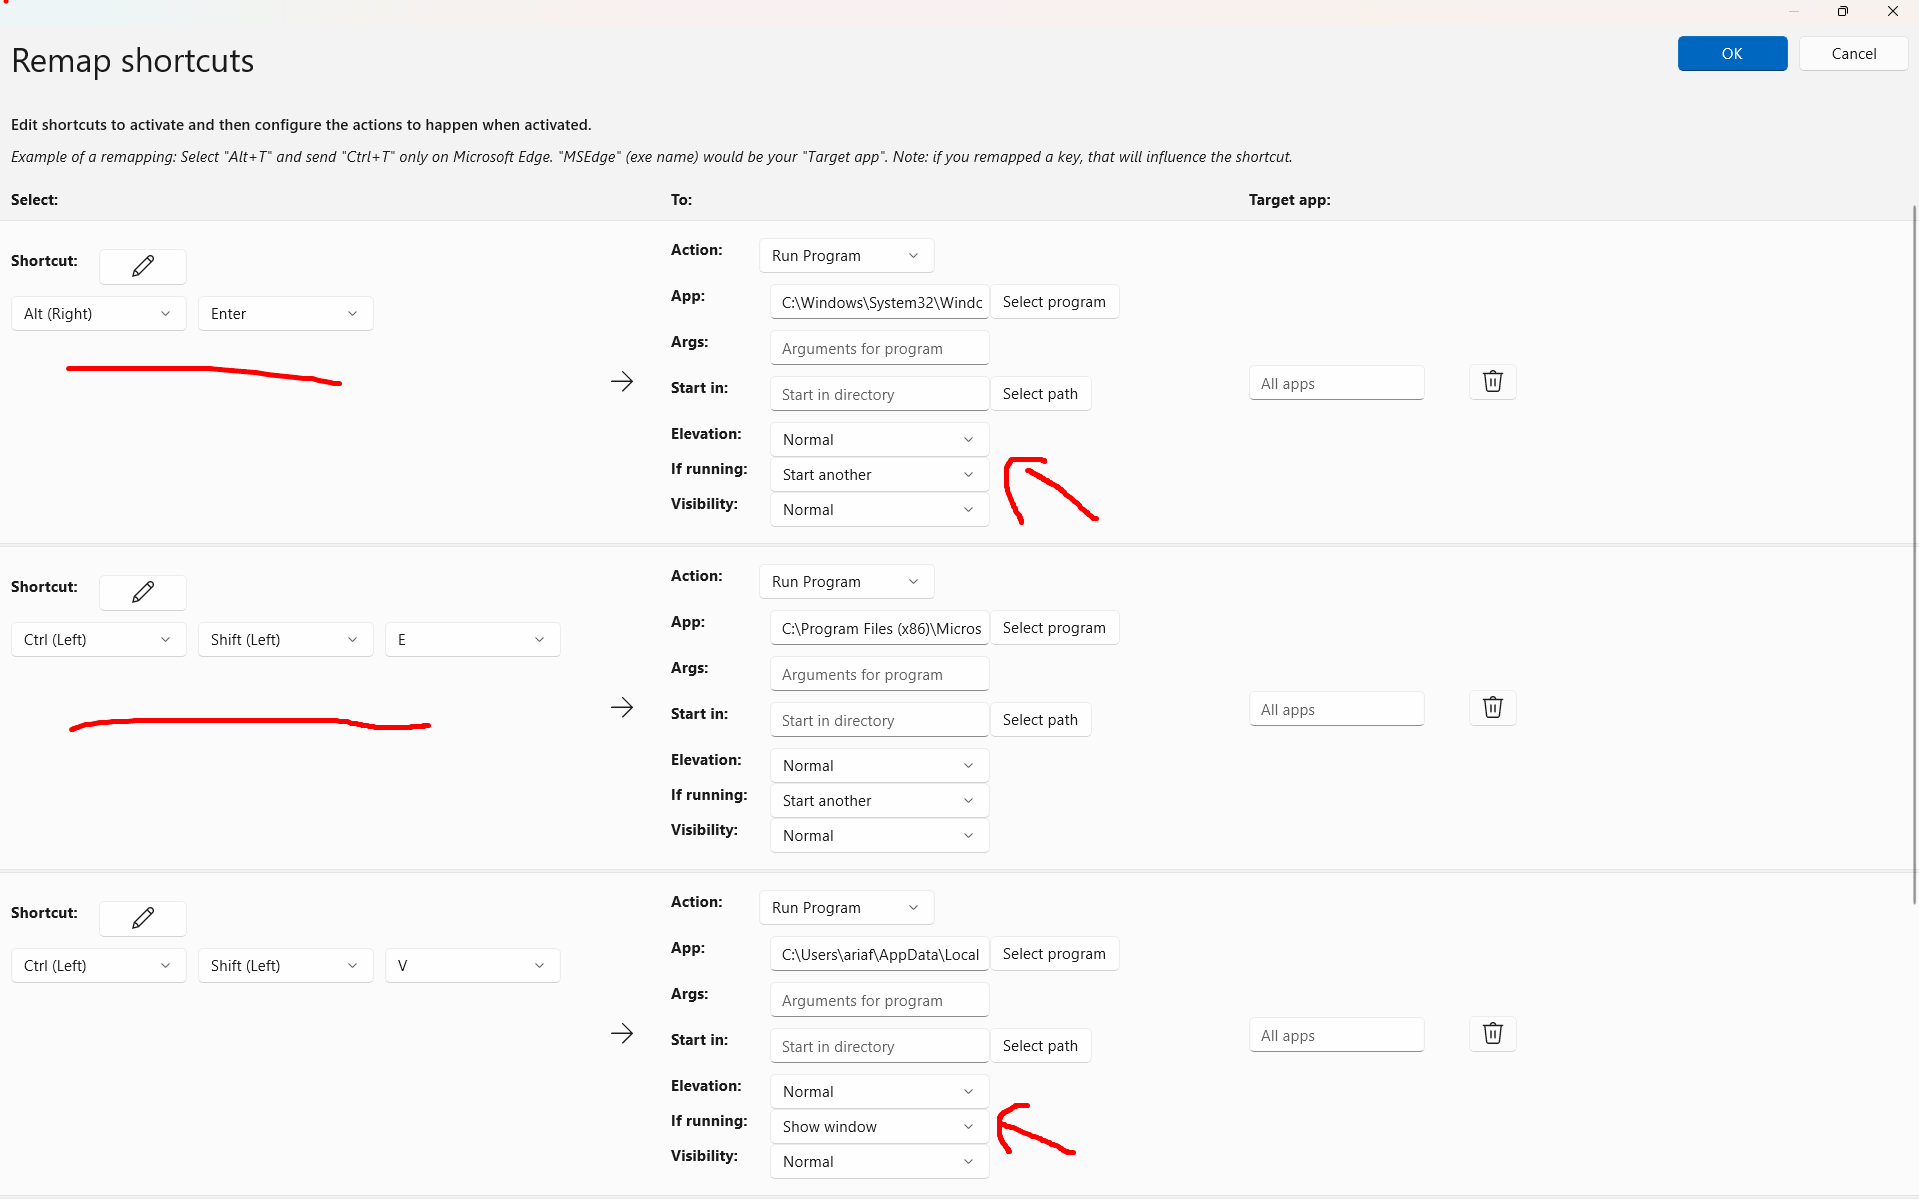 Remap shortcuts
OK
Cancel
Edit shortcuts to activate and then configure the actions to happen when activated.
Example of a remapping: Select "Alt+T" and send "Ctrl+T" only on Microsoft Edge. "MSEdge" (exe name) would be your "Target app". Note: if you remapped a key, that will influence the shortcut.
Select:
To:
Target app:
Shortcut:
Alt (Right)
Enter
Action:
Run Program
App:
C:\Windows\System32\Windc
Select program
Args:
Arguments for program
Start in:
Start in directory
Select path
Elevation:
Normal
If running:
Start another
Visibility:
Normal
All apps
Shortcut:
Ctrl (Left)
Shift (Left)
E
Action:
Run Program
App:
C:\Program Files (x86)\Micros
Select program
Args:
Arguments for program
Start in:
Start in directory
Select path
Elevation:
Normal
If running:
Start another
Visibility:
Normal
All apps
Shortcut:
Ctrl (Left)
Shift (Left)
V
Action:
Run Program
App:
C:\Users\ariaf\AppData\Local
Select program
Args:
Arguments for program
Start in:
Start in directory
Select path
Elevation:
Normal
If running:
Show window
Visibility:
Normal
All apps